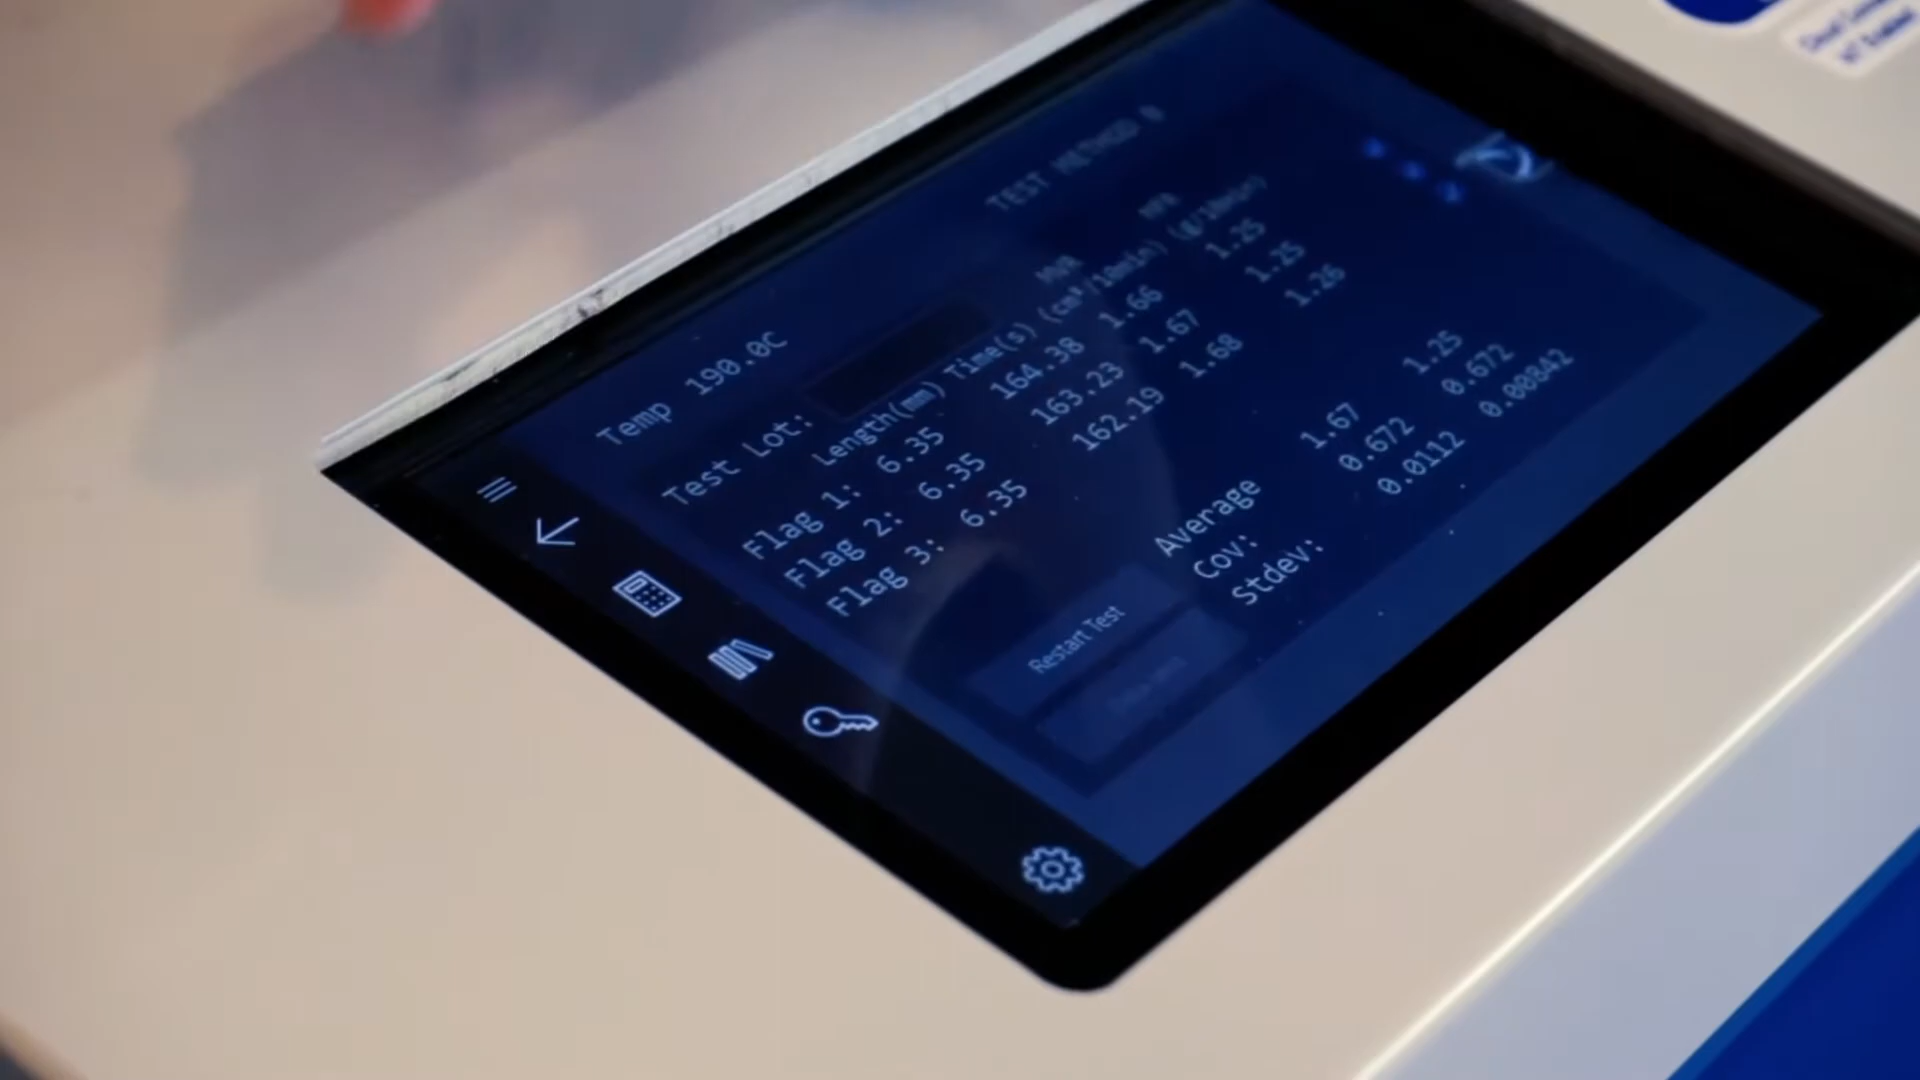 TEST METHOD
Temp 190.0C
Test Lot:
MVR MFR
Length(mm) Time(s) (cm³/10min) (g/10min)
Flag 1: 6.35 164.38 1.66 1.25
Flag 2: 6.35 163.23 1.67 1.25
Flag 3: 6.35 162.19 1.68 1.26
Average 1.67 1.25
Cov: 0.672 0.672
Stdev: 0.0112 0.00842
Restart Test